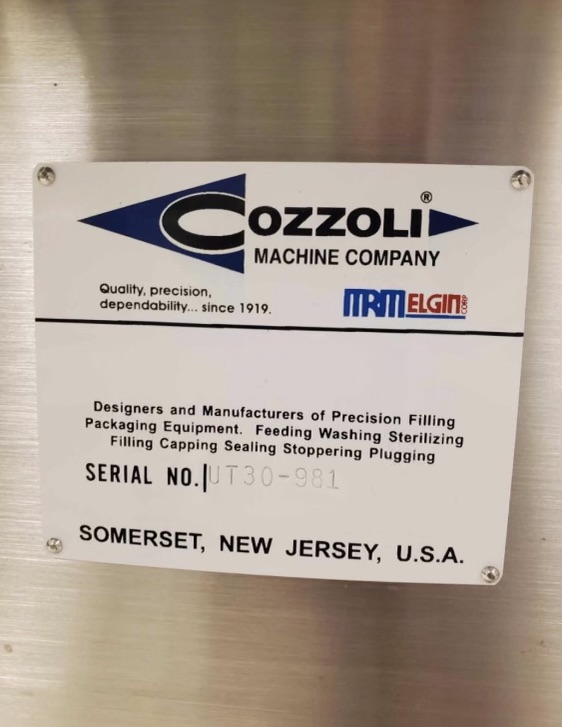 COZZOLI®
MACHINE COMPANY
Quality, precision,
dependability... since 1919.
MRM ELGIN CORP
Designers and Manufacturers of Precision Filling
Packaging Equipment. Feeding Washing Sterilizing
Filling Capping Sealing Stoppering Plugging
SERIAL NO. UT30-981
SOMERSET, NEW JERSEY, U.S.A.